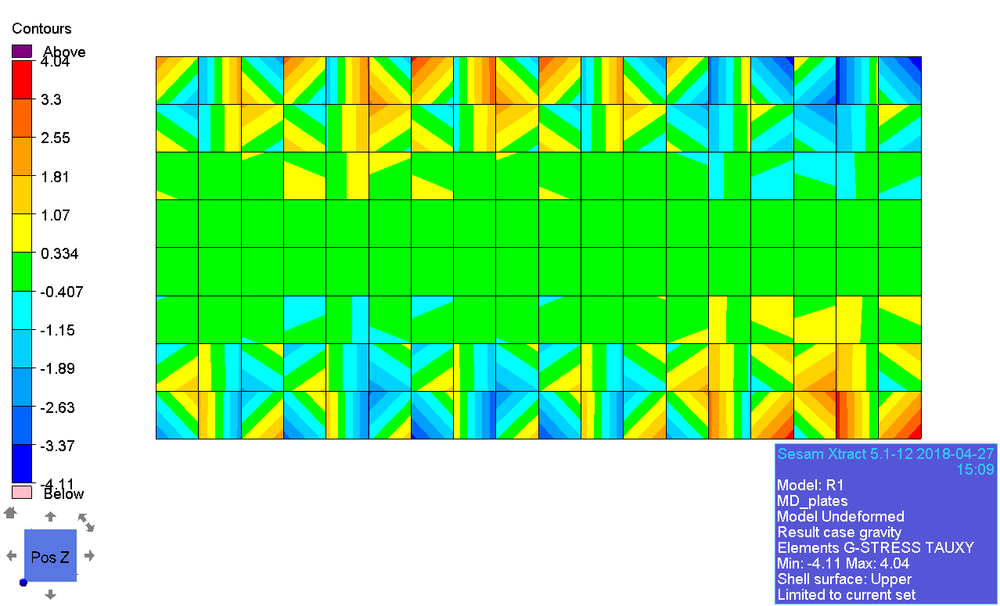 Contours
Above
4.04
3.3
2.55
1.81
1.07
0.334
-0.407
-1.15
-1.89
-2.63
-3.37
-4.11
Below
Pos Z
Sesam Xtract 5.1-12 2018-04-27
15:09
Model: R1
MD_plates
Model Undeformed
Result case gravity
Elements G-STRESS TAUXY
Min: -4.11 Max: 4.04
Shell surface: Upper
Limited to current set